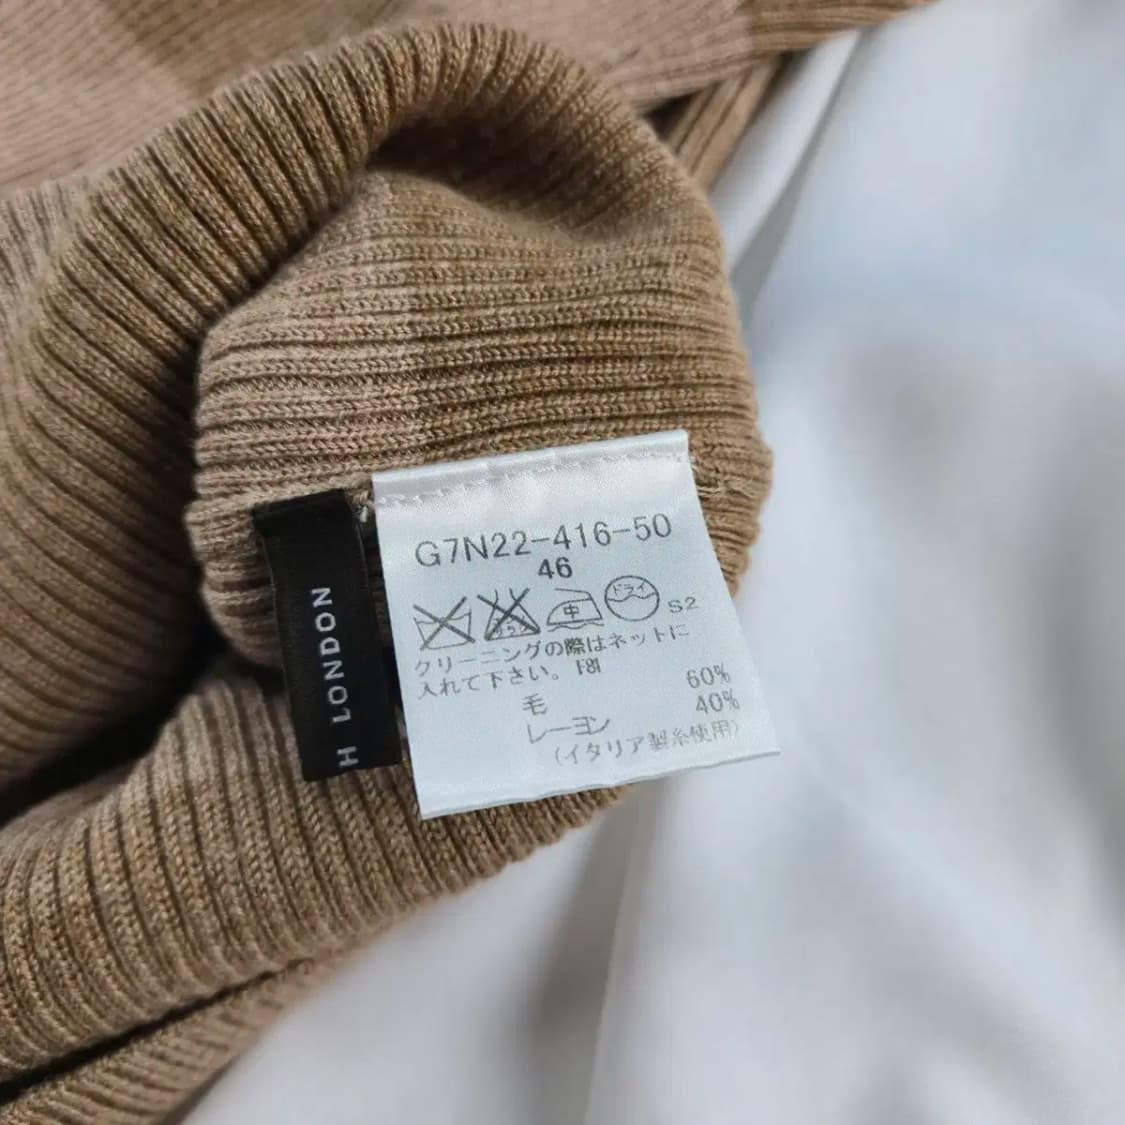 G7N22-416-50
46
中 ドライ S2
クリーニングの際はネットに
入れて下さい。 F8I
毛 60%
レーヨン 40%
(イタリア製糸使用)
H LONDON